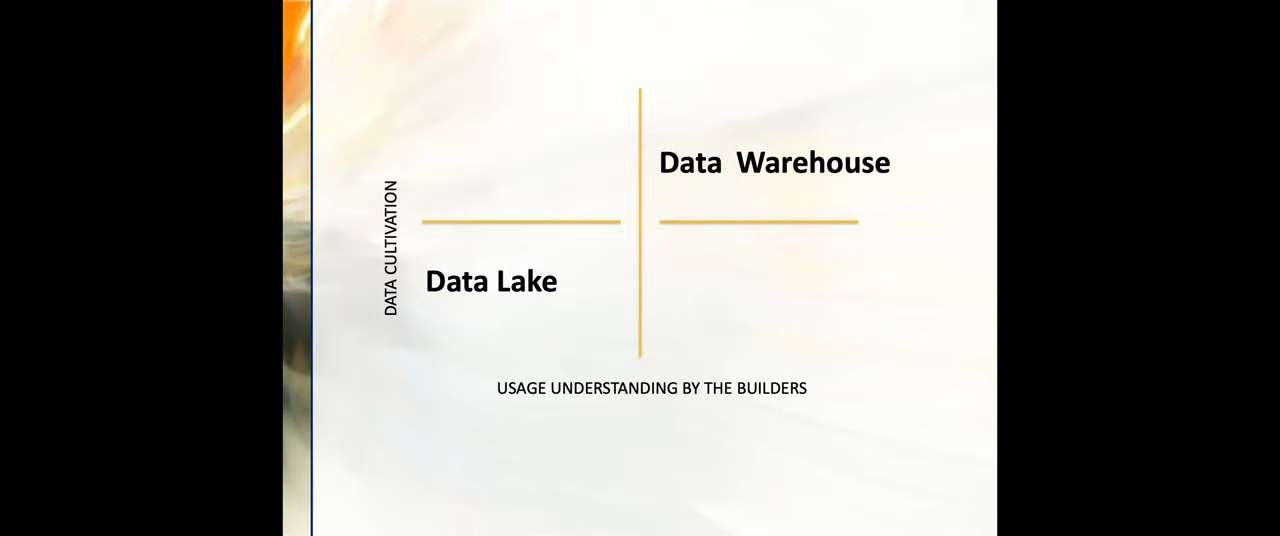 Data  Warehouse
DATA CULTIVATION
Data Lake
USAGE UNDERSTANDING BY THE BUILDERS